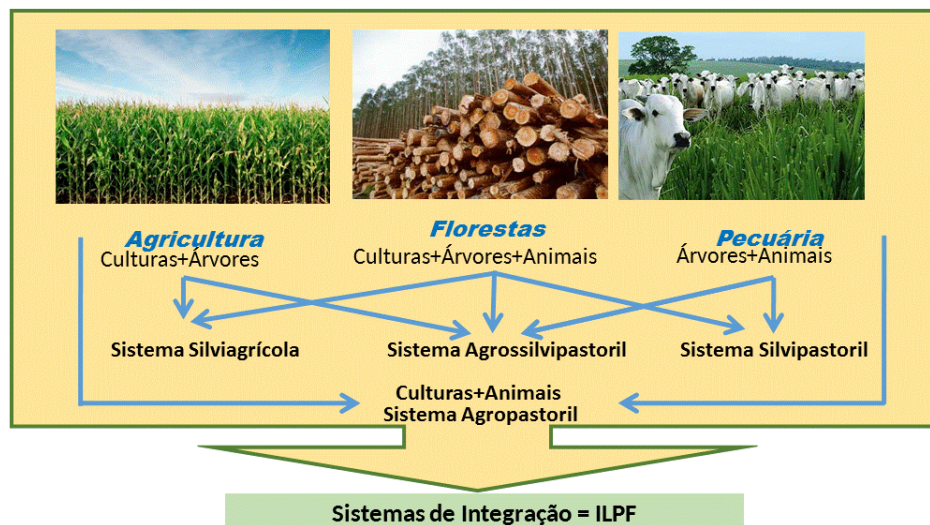 Agricultura
Culturas+Árvores
Florestas
Culturas+Árvores+Animais
Pecuária
Árvores+Animais
Sistema Silviagrícola
Sistema Agrossilvipastoril
Sistema Silvipastoril
Culturas+Animais
Sistema Agropastoril
Sistemas de Integração = ILPF